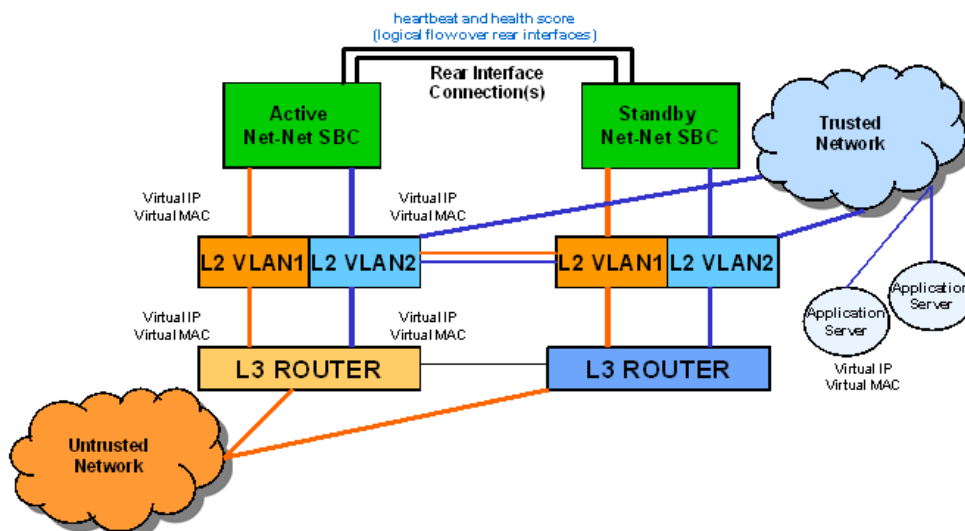 heartbeat and health score
(logical flowover rear interfaces)
Rear Interface
Connection(s)
Active
Net-Net SBC
Standby
Net-Net SBC
Trusted
Network
Virtual IP
Virtual MAC
Virtual IP
Virtual MAC
L2 VLAN1
L2 VLAN2
L2 VLAN1
L2 VLAN2
Application
Server
Application
Server
Virtual IP
Virtual MAC
Virtual IP
Virtual MAC
Virtual IP
Virtual MAC
L3 ROUTER
L3 ROUTER
Untrusted
Network